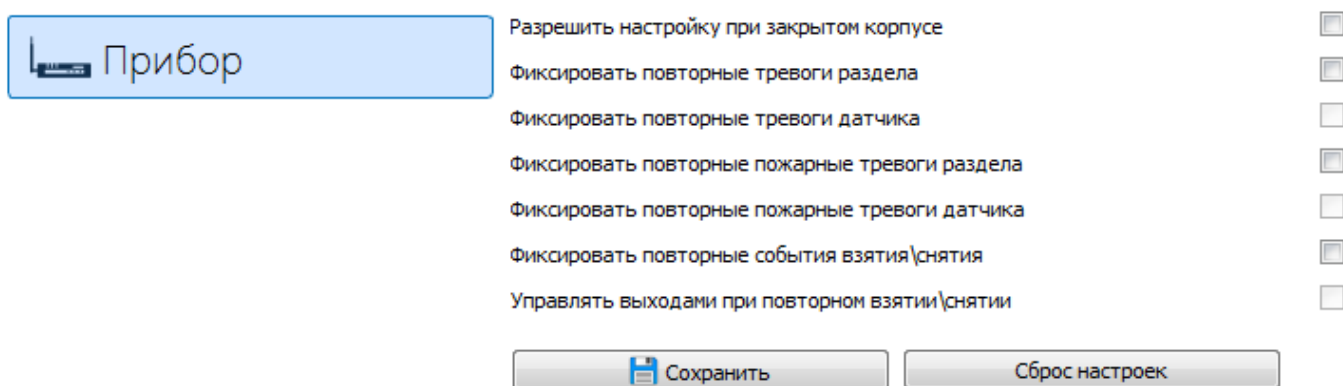 Прибор
Разрешить настройку при закрытом корпусе
Фиксировать повторные тревоги раздела
Фиксировать повторные тревоги датчика
Фиксировать повторные пожарные тревоги раздела
Фиксировать повторные пожарные тревоги датчика
Фиксировать повторные события взятия\снятия
Управлять выходами при повторном взятии\снятии
Сохранить
Сброс настроек